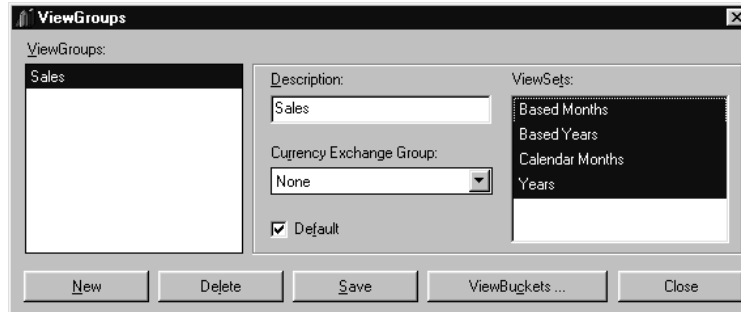 ViewGroups
ViewGroups:
Sales
Description:
Sales
Currency Exchange Group:
None
Default
ViewSets:
Based Months
Based Years
Calendar Months
Years
New
Delete
Save
ViewBuckets ...
Close